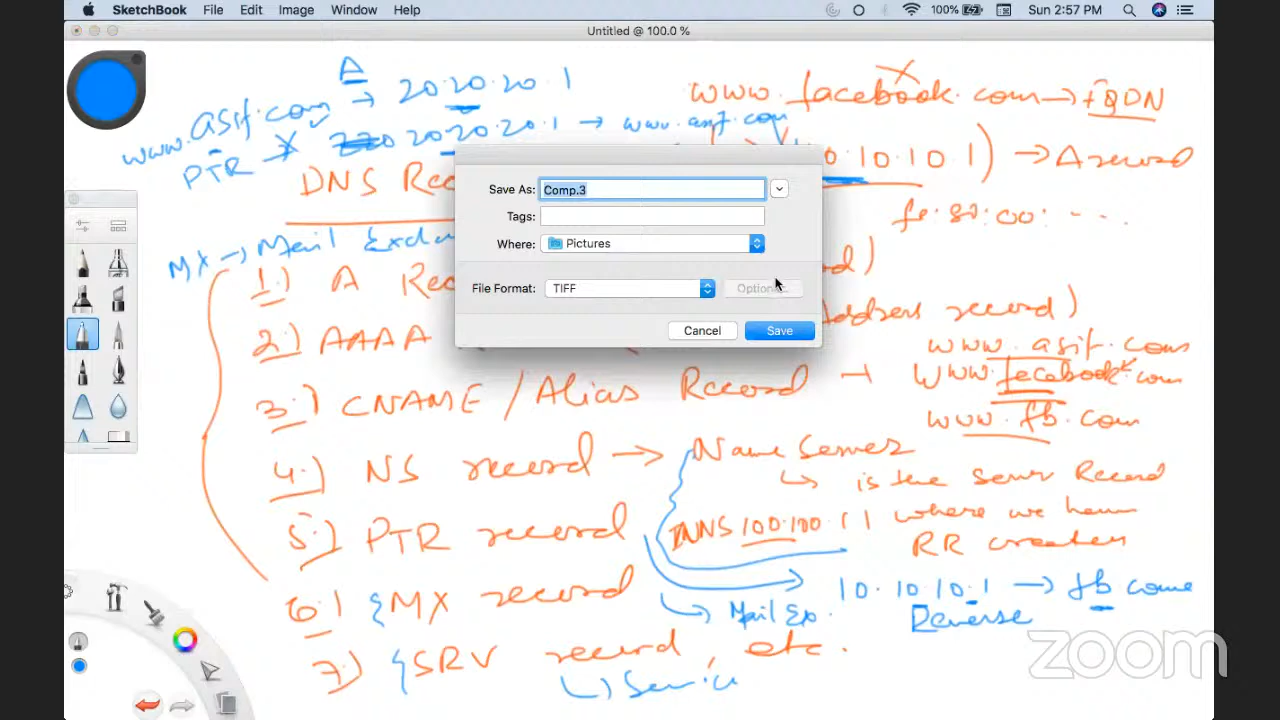 SketchBook File Edit Image Window Help 100% Sun 2:57 PM
Untitled @ 100.0 %
A
www.asif.com → 20.20.20.1
PTR → 20.20.20.1 → www.asif.com
www.facebook.com → FQDN
10.10.10.1) → A record
DNS Rec
fe:80:00: ....
MX → Mail Exchan
1.) A Rec
2.) AAAA
Address record)
www.asif.com
3.) CNAME / Alias Record → www.facebook.com
www.fb.com
4.) NS record → Name Server
↳ is the server Record
100.100.1.1 where we have
5.) PTR record
RR creation
10.10.10.1 → fb.com
Reverse
6.) {MX record
↳ Mail Ex.
7.) {SRV record, etc.
↳ Service
Save As: Comp.3
Tags:
Where: Pictures
File Format: TIFF Options...
Cancel Save
zoom